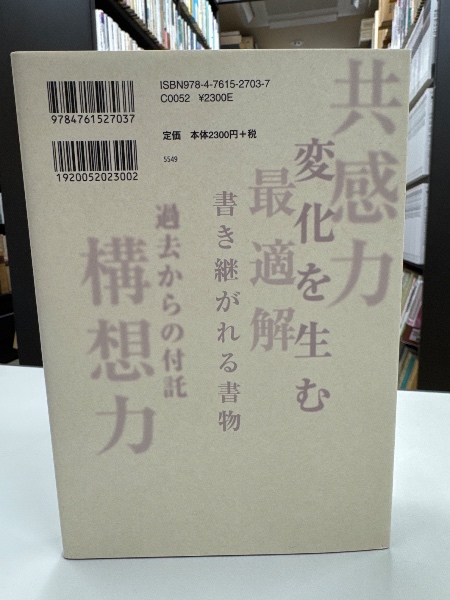 ISBN978-4-7615-2703-7
C0052 ¥2300E
9784761527037
定価 本体2300円+税
5549
1920052023002
共感力
変化を生む
最適解
書き継がれる書物
過去からの付託
構想力